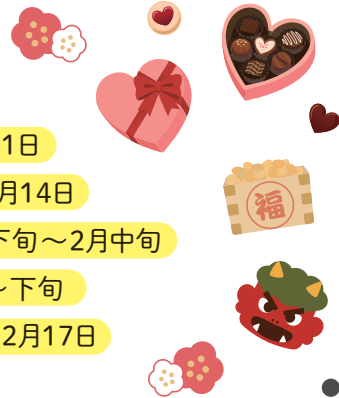 1日
月14日
下旬～2月中旬
～下旬
2月17日
福